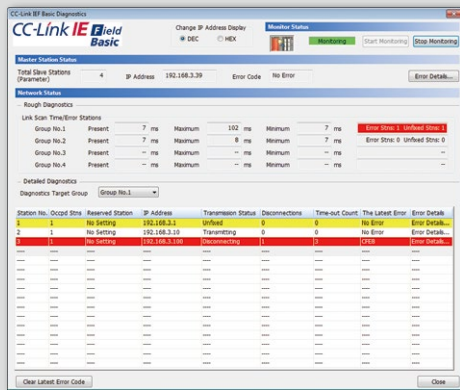 CC-Link IEF Basic Diagnostics
CC-Link IE Field Basic
Change IP Address Display
DEC HEX
Monitor Status
Monitoring Start Monitoring Stop Monitoring
Master Station Status
Total Slave Stations (Parameter) 4 IP Address 192.168.3.39 Error Code No Error Error Details...
Network Status
Rough Diagnostics
Link Scan Time/Error Stations
Group No.1 Present 7 ms Maximum 102 ms Minimum 7 ms Error Stns: 1 Unfixed Stns: 1
Group No.2 Present 7 ms Maximum 8 ms Minimum 7 ms Error Stns: 0 Unfixed Stns: 0
Group No.3 Present -- ms Maximum -- ms Minimum -- ms
Group No.4 Present -- ms Maximum -- ms Minimum -- ms
Detailed Diagnostics
Diagnostics Target Group Group No.1
Station No. Occpd Stns Reserved Station IP Address Transmission Status Disconnections Time-out Count The Latest Error Error Details
1 1 No Setting 192.168.3.1 Unfixed 0 0 No Error Error Details...
2 1 No Setting 192.168.3.10 Transmitting 0 0 No Error Error Details...
3 1 No Setting 192.168.3.100 Disconnecting 1 3 CFE8 Error Details...
Clear Latest Error Code Close